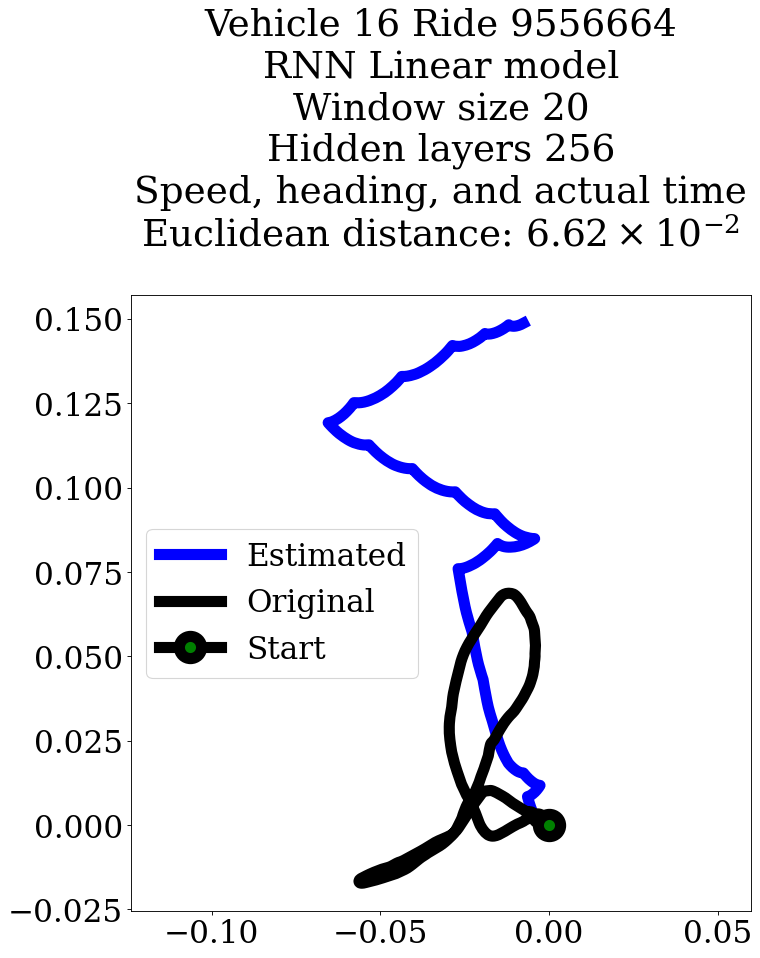 Vehicle 16 Ride 9556664
RNN Linear model
Window size 20
Hidden layers 256
Speed, heading, and actual time
Euclidean distance: 6.62 × 10⁻²
0.150
0.125
0.100
0.075
0.050
0.025
0.000
−0.025
Estimated
Original
Start
−0.10
−0.05
0.00
0.05